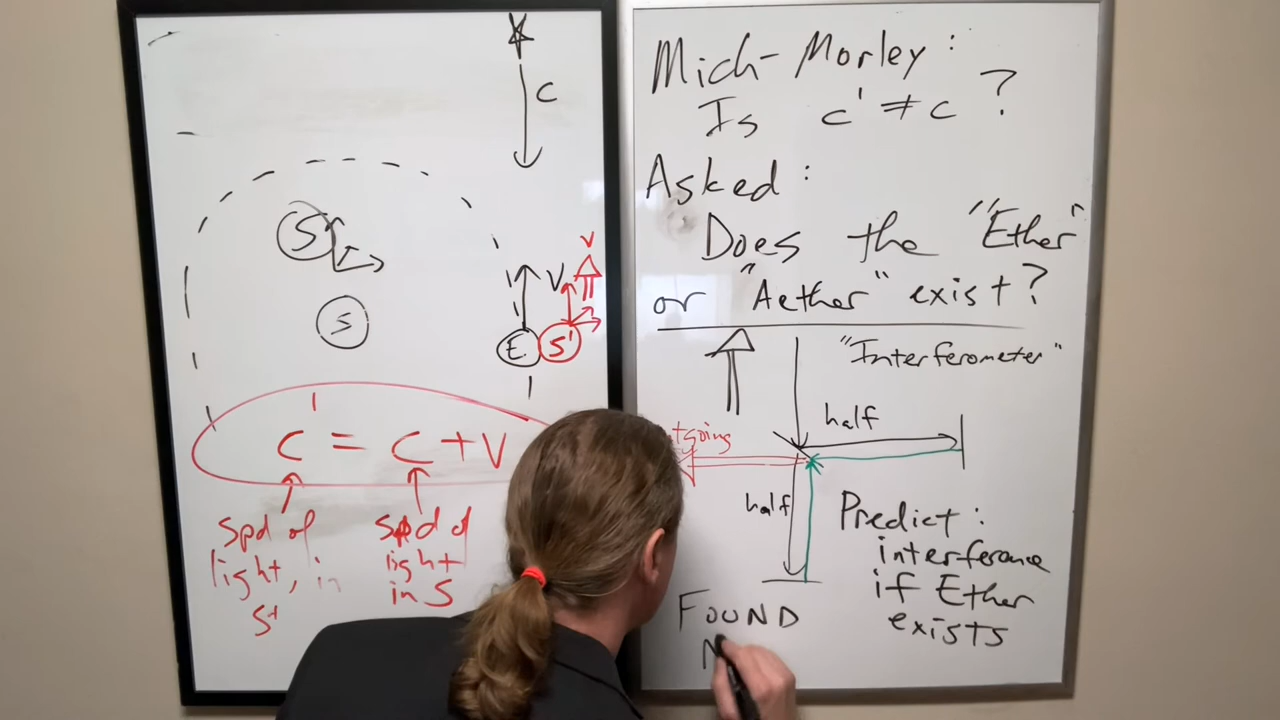 C
S
V
V
S
E
S'
C' = C + V
Spd of
light, in
S'
Spd of
light
in S
Mich-Morley:
Is c' ≠ c ?
Asked:
Does the "Ether"
or "Aether" exist?
"Interferometer"
half
tgoing
half
Predict:
interference
if Ether
exists
FOUND
N